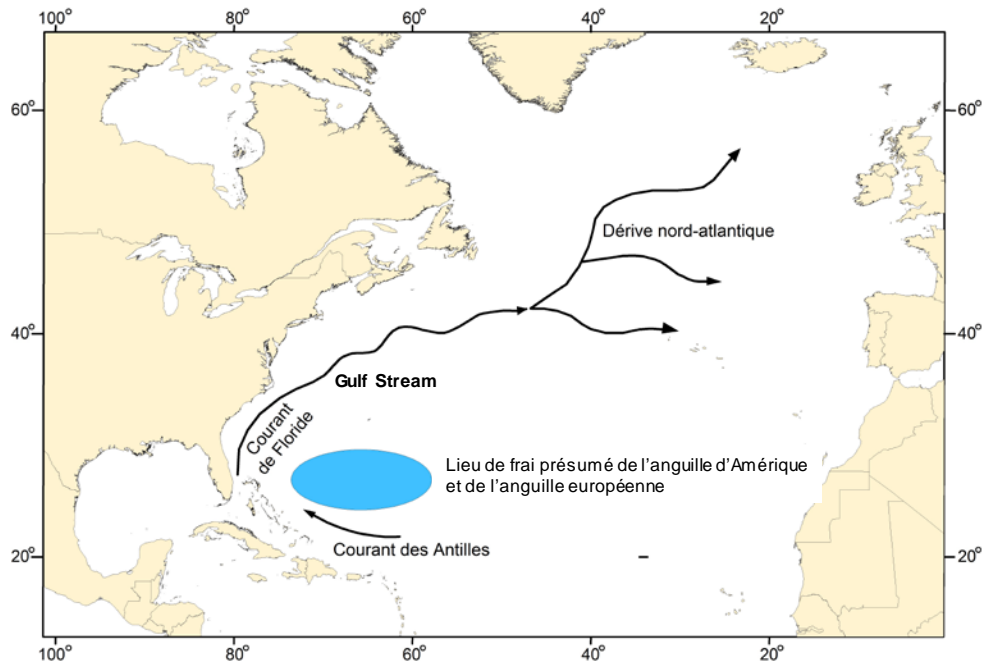 100° 80° 60° 40° 20°
60° 60°
Dérive nord-atlantique
40° 40°
Gulf Stream
Courant
de Floride
Lieu de frai présumé de l'anguille d'Amérique
et de l'anguille européenne
Courant des Antilles
20° 20°
100° 80° 60° 40° 20°